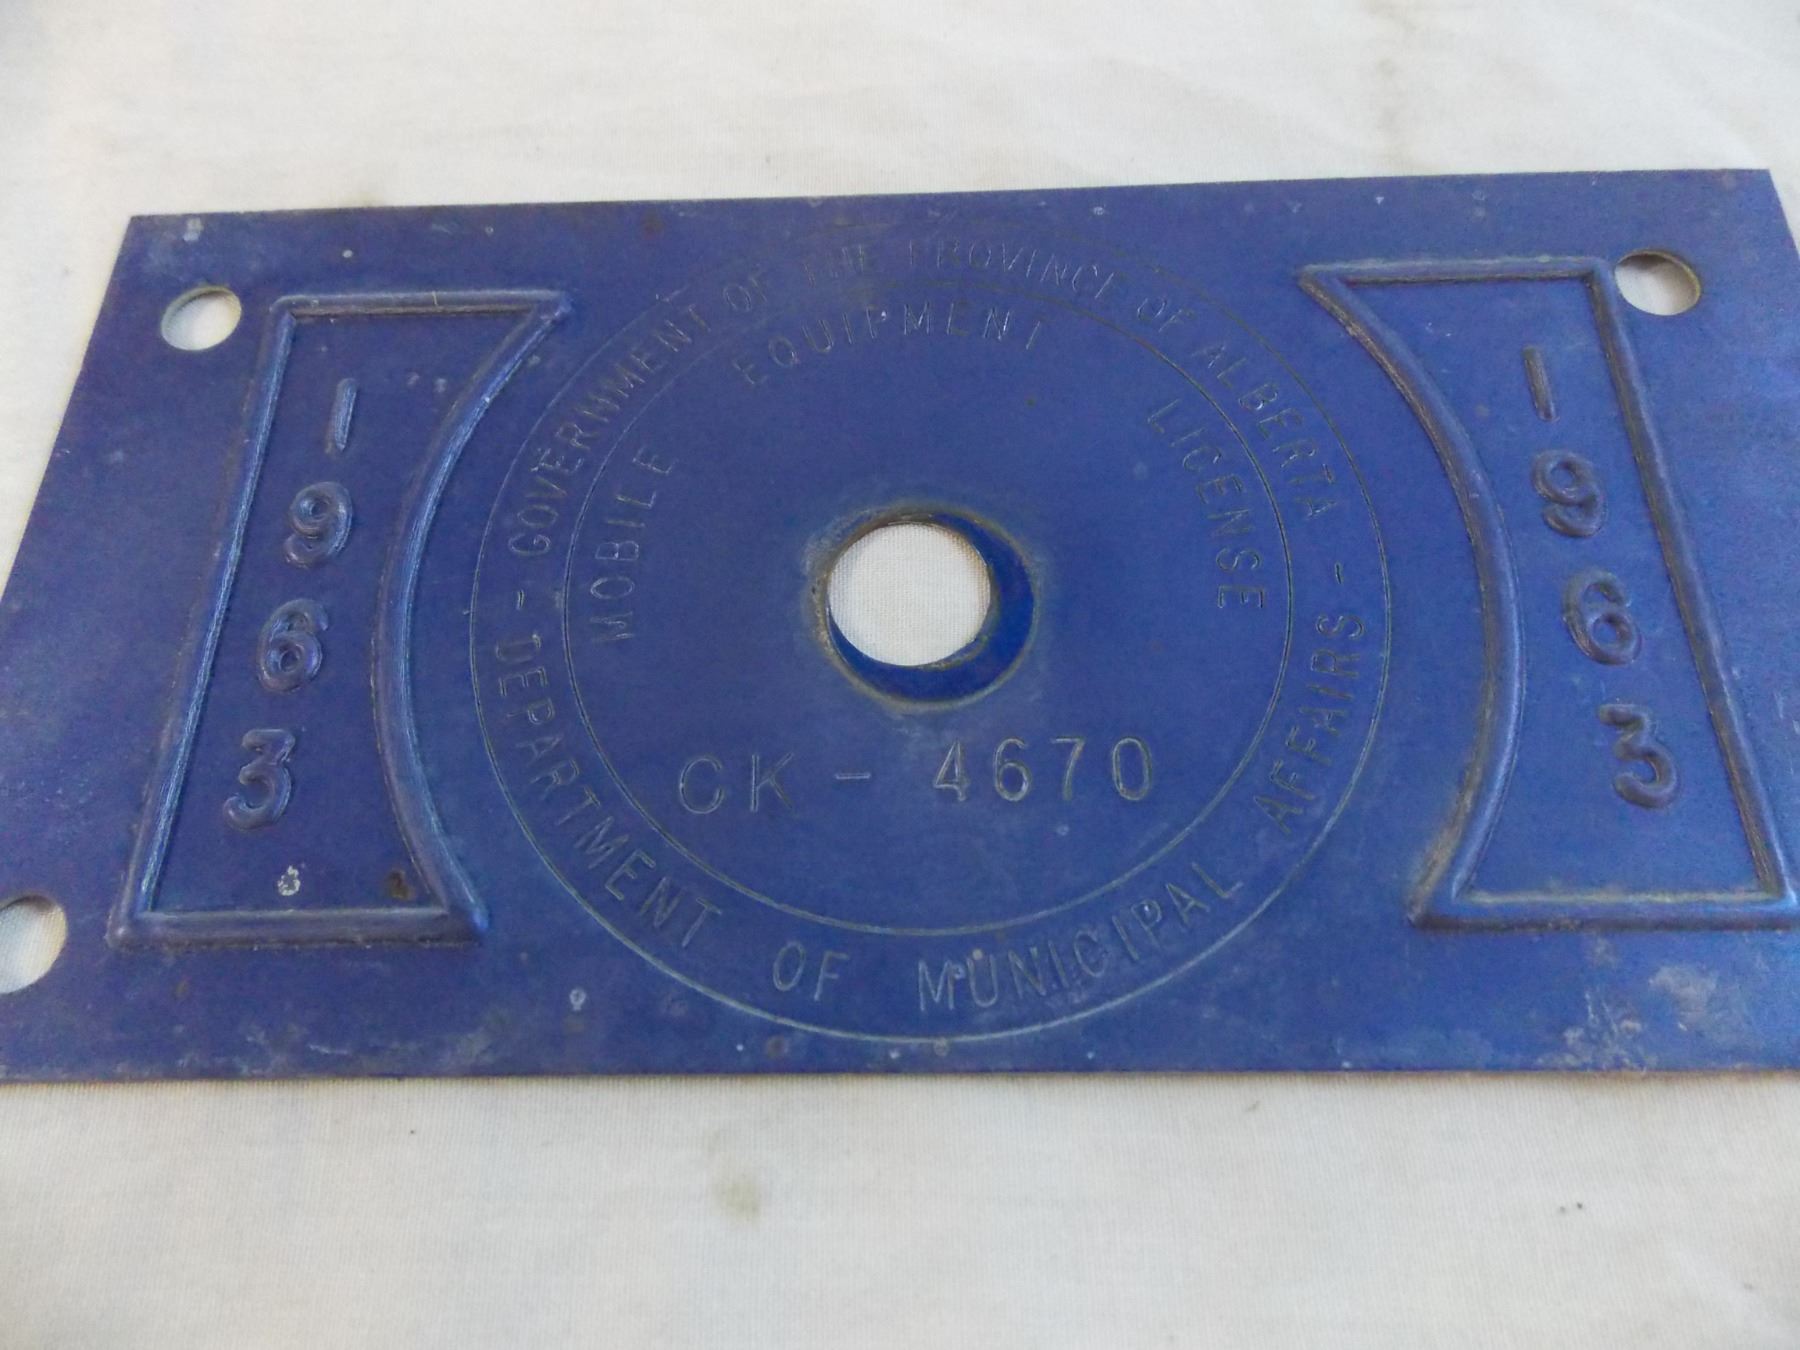 GOVERNMENT OF THE PROVINCE OF ALBERTA -
MOBILE EQUIPMENT LICENSE
1963
1963
CK - 4670
DEPARTMENT OF MUNICIPAL AFFAIRS -